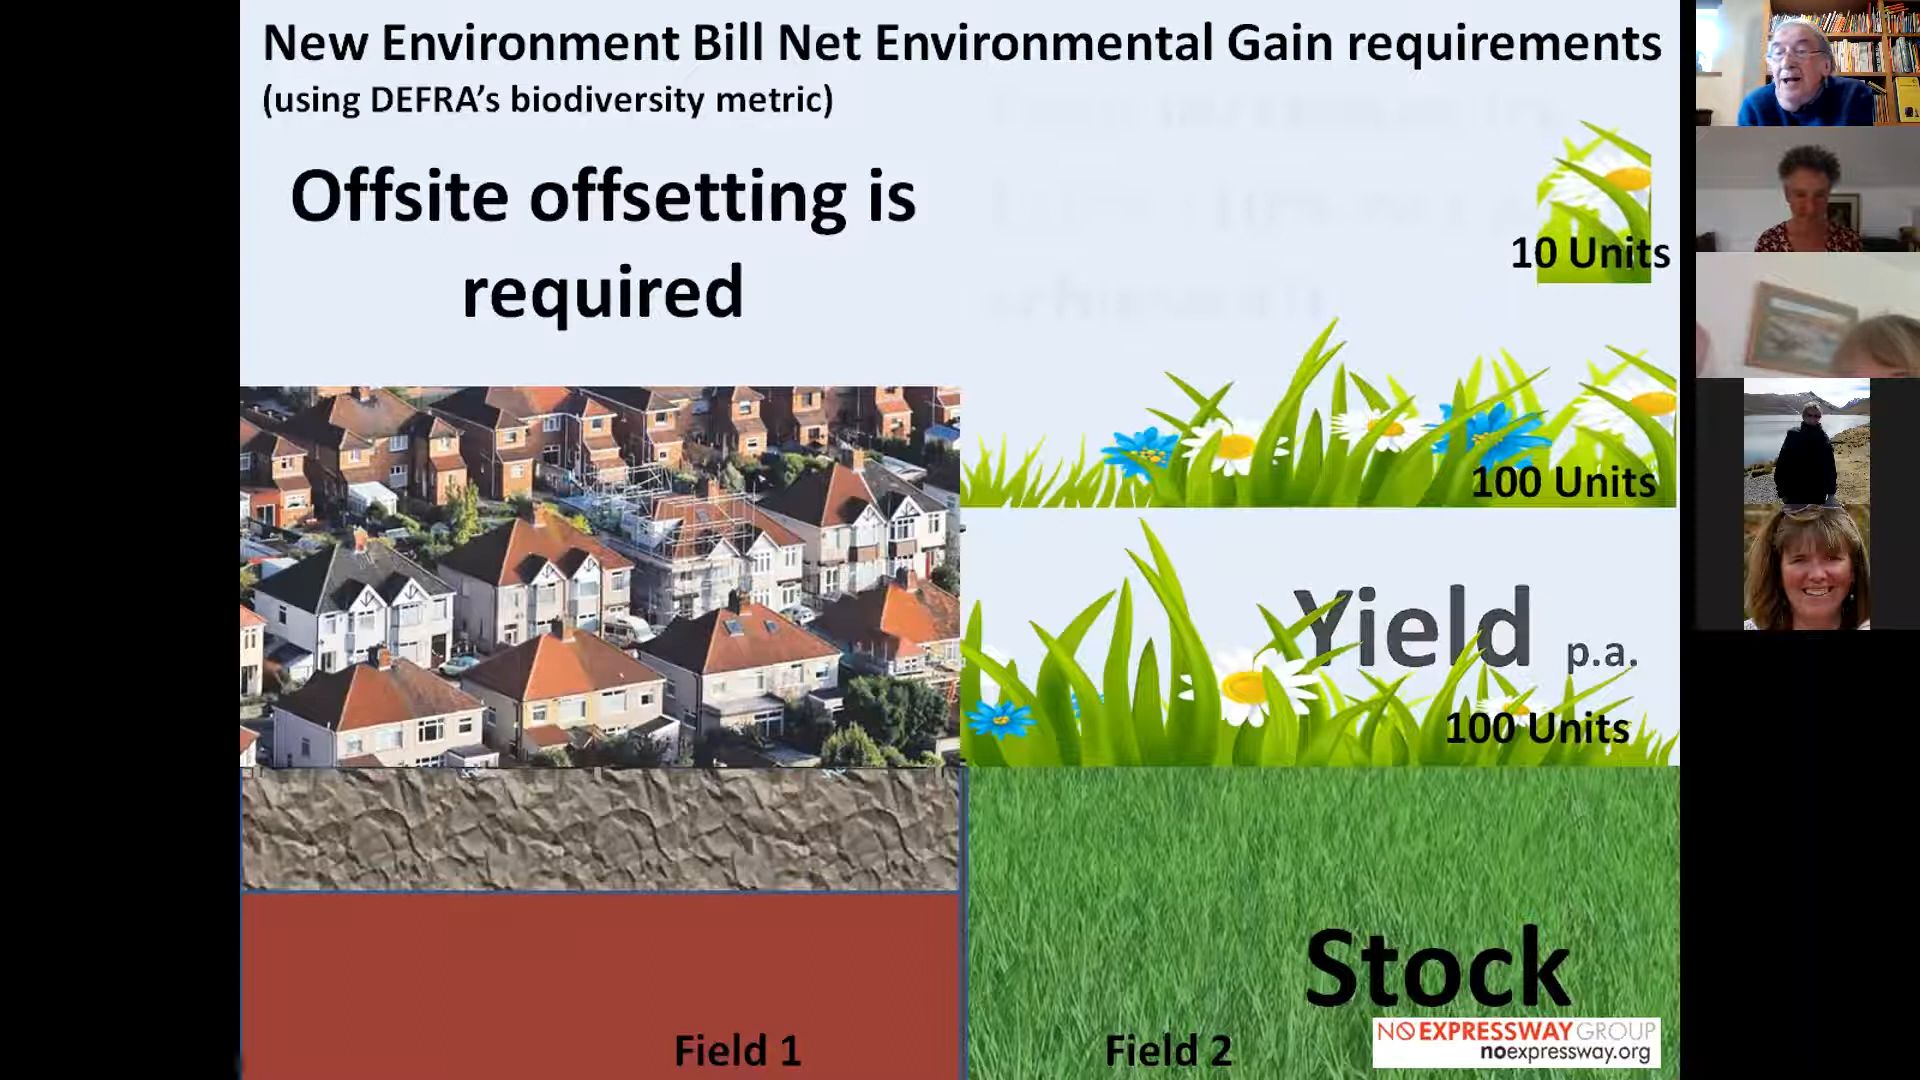 New Environment Bill Net Environmental Gain requirements
(using DEFRA's biodiversity metric)
Offsite offsetting is
required
10 Units
100 Units
Yield p.a.
100 Units
Stock
Field 1
Field 2
NO EXPRESSWAY GROUP
noexpressway.org